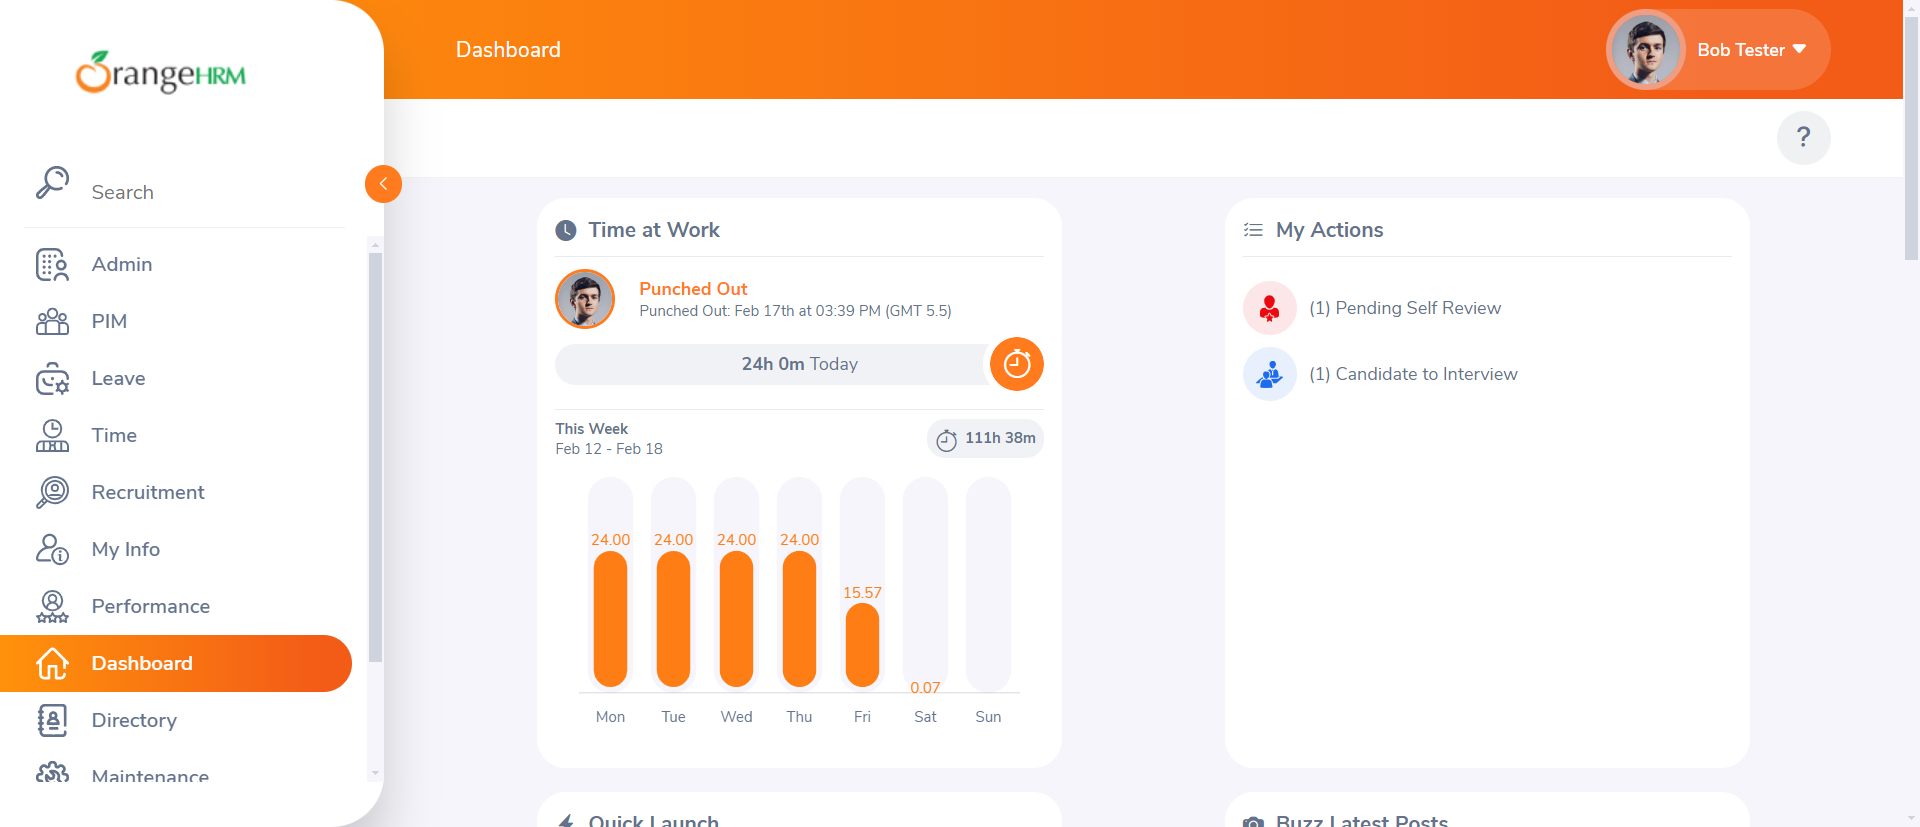 OrangeHRM
Dashboard
Bob Tester
?
Search
Admin
PIM
Leave
Time
Recruitment
My Info
Performance
Dashboard
Directory
Maintenance
Time at Work
Punched Out
Punched Out: Feb 17th at 03:39 PM (GMT 5.5)
24h 0m Today
This Week
Feb 12 - Feb 18
111h 38m
24.00 24.00 24.00 24.00
15.57
0.07
Mon Tue Wed Thu Fri Sat Sun
My Actions
(1) Pending Self Review
(1) Candidate to Interview
Quick Launch
Buzz Latest Posts